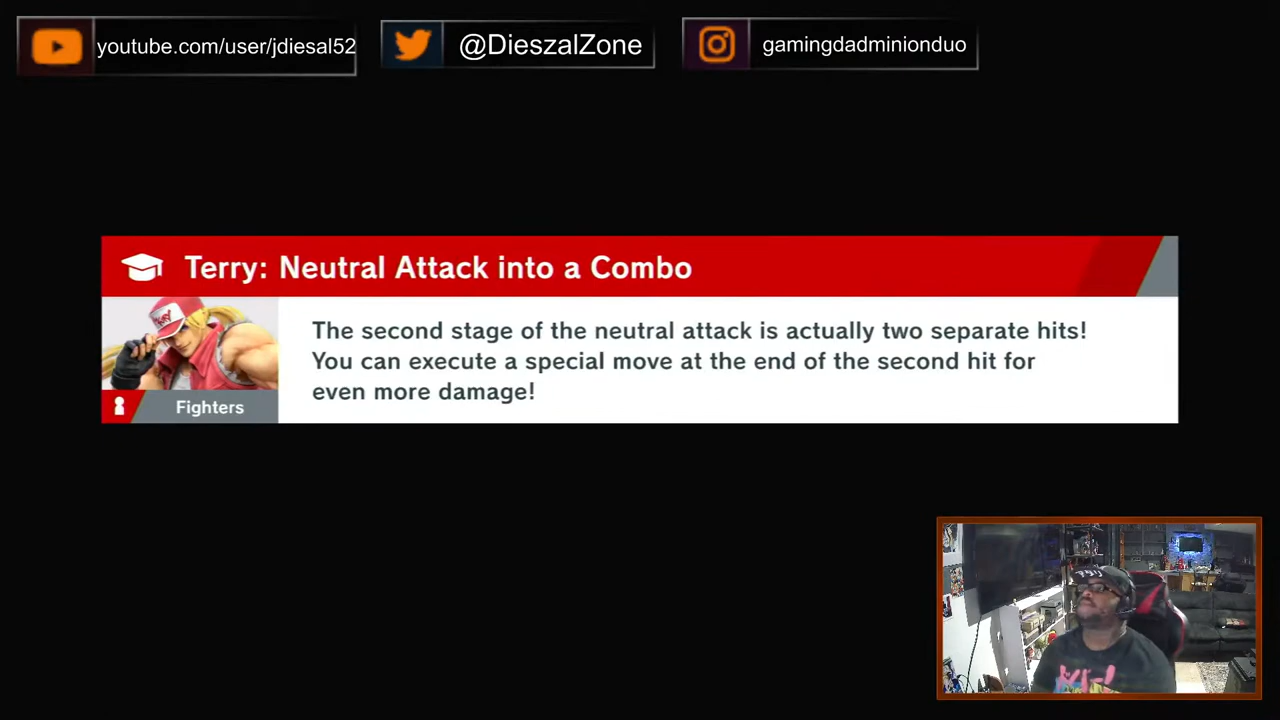 youtube.com/user/jdiesal52
@DieszalZone
gamingdadminionduo
Terry: Neutral Attack into a Combo
The second stage of the neutral attack is actually two separate hits!
You can execute a special move at the end of the second hit for
even more damage!
Fighters